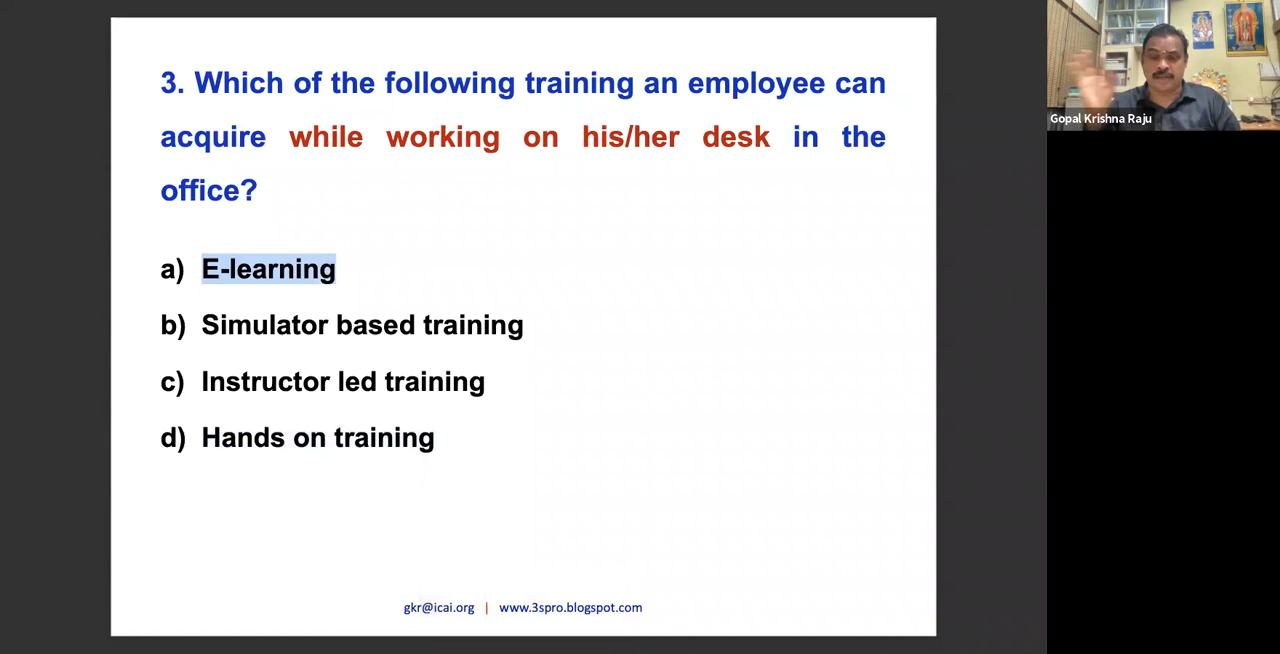 3. Which of the following training an employee can
acquire while working on his/her desk in the
office?
a) E-learning
b) Simulator based training
c) Instructor led training
d) Hands on training
gkr@icai.org | www.3spro.blogspot.com
Gopal Krishna Raju